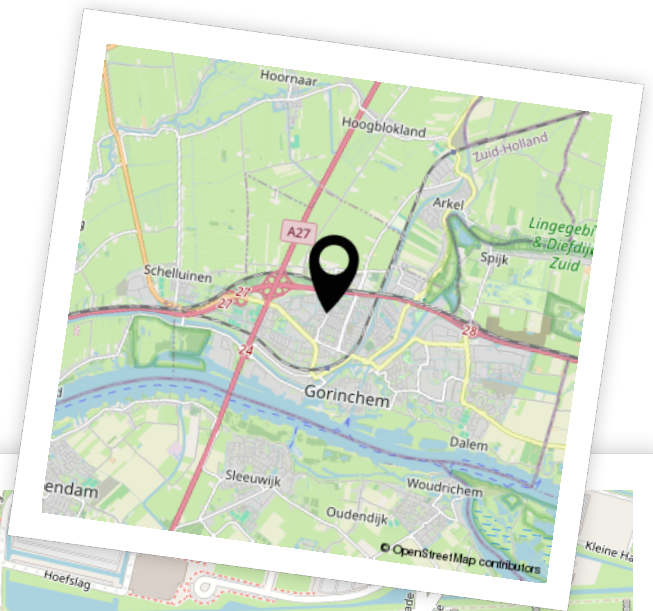 Hoornaar
Hoogblokland
Zuid-Holland
Arkel
A27
Lingegebi
& Diefdij
Zuid
Spijk
Schelluinen
27
27
28
24
Gorinchem
Dalem
Sleeuwijk
Woudrichem
endam
Oudendijk
© OpenStreetMap contributors
Kleine Ha
Hoefslag
ade